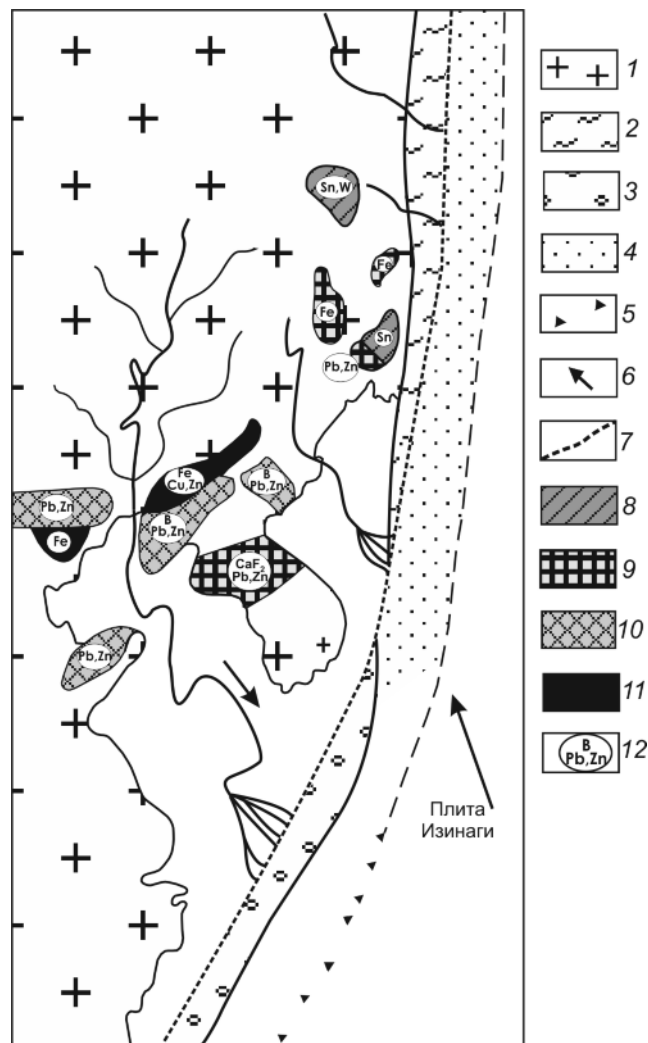 Sn,W
Fe
Fe
Sn
Pb,Zn
Fe
Cu,Zn
B
Pb,Zn
Pb,Zn
B
Pb,Zn
Fe
CaF₂
Pb,Zn
Pb,Zn
Плита
Изинаги
1
2
3
4
5
6
7
8
9
10
11
B
Pb,Zn
12